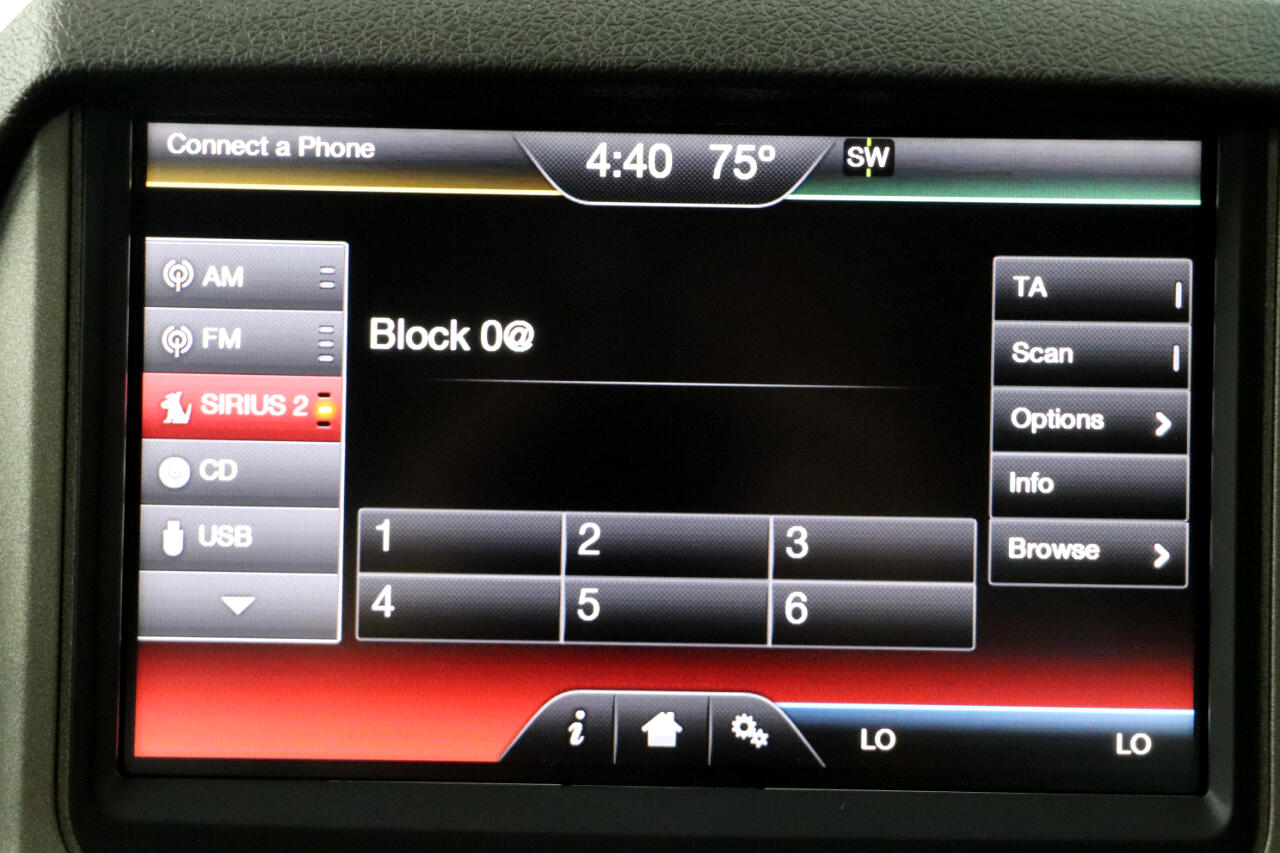 Connect a Phone
4:40 75°
SW
AM
FM
SIRIUS 2
CD
USB
Block 0@
1 2 3
4 5 6
TA
Scan
Options
Info
Browse
i
LO LO